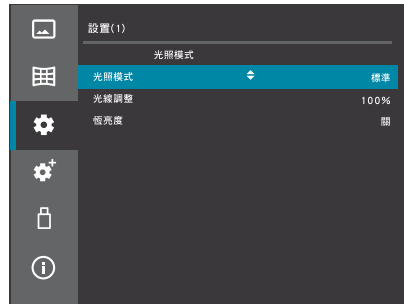 設置(1)
光照模式
光照模式 標準
光線調整 100%
恆亮度 關